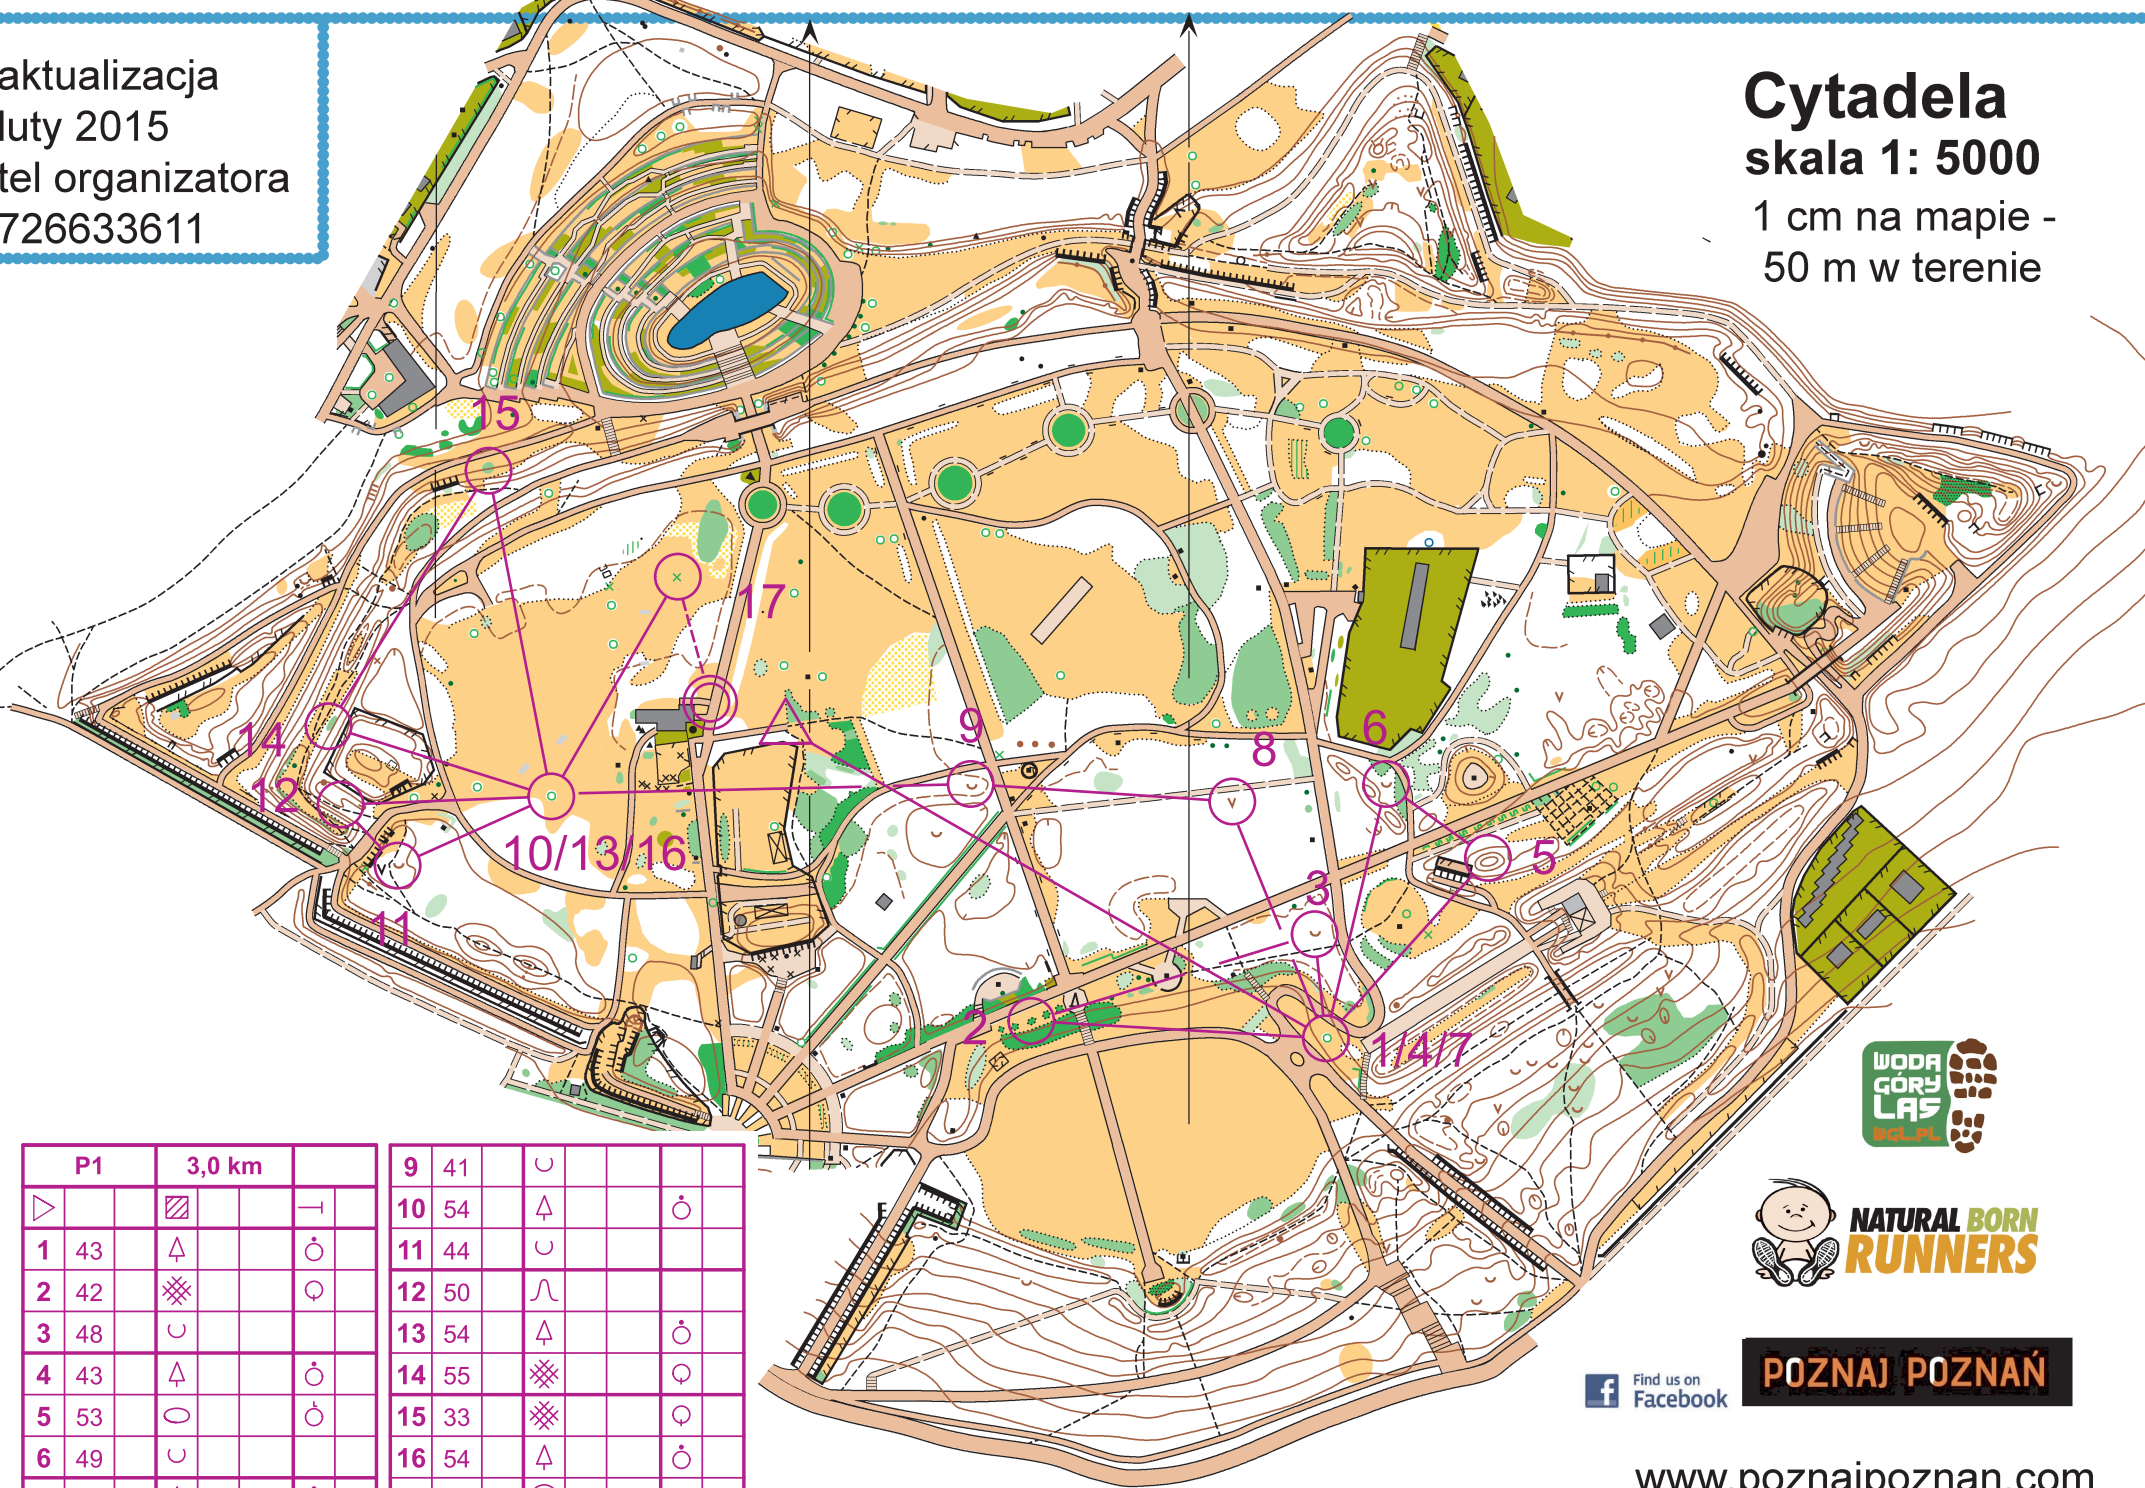 aktualizacja
luty 2015
tel organizatora
726633611
Cytadela
skala 1: 5000
1 cm na mapie -
50 m w terenie
15
17
14
12
10/13/16
11
9
8
6
5
3
2
1/4/7
P1 3,0 km
1 43
2 42
3 48
4 43
5 53
6 49
9 41
10 54
11 44
12 50
13 54
14 55
15 33
16 54
WODA
GÓRY
LAS
WGL.PL
NATURAL BORN
RUNNERS
Find us on
Facebook
POZNAJ POZNAŃ
www.poznajpoznan.com